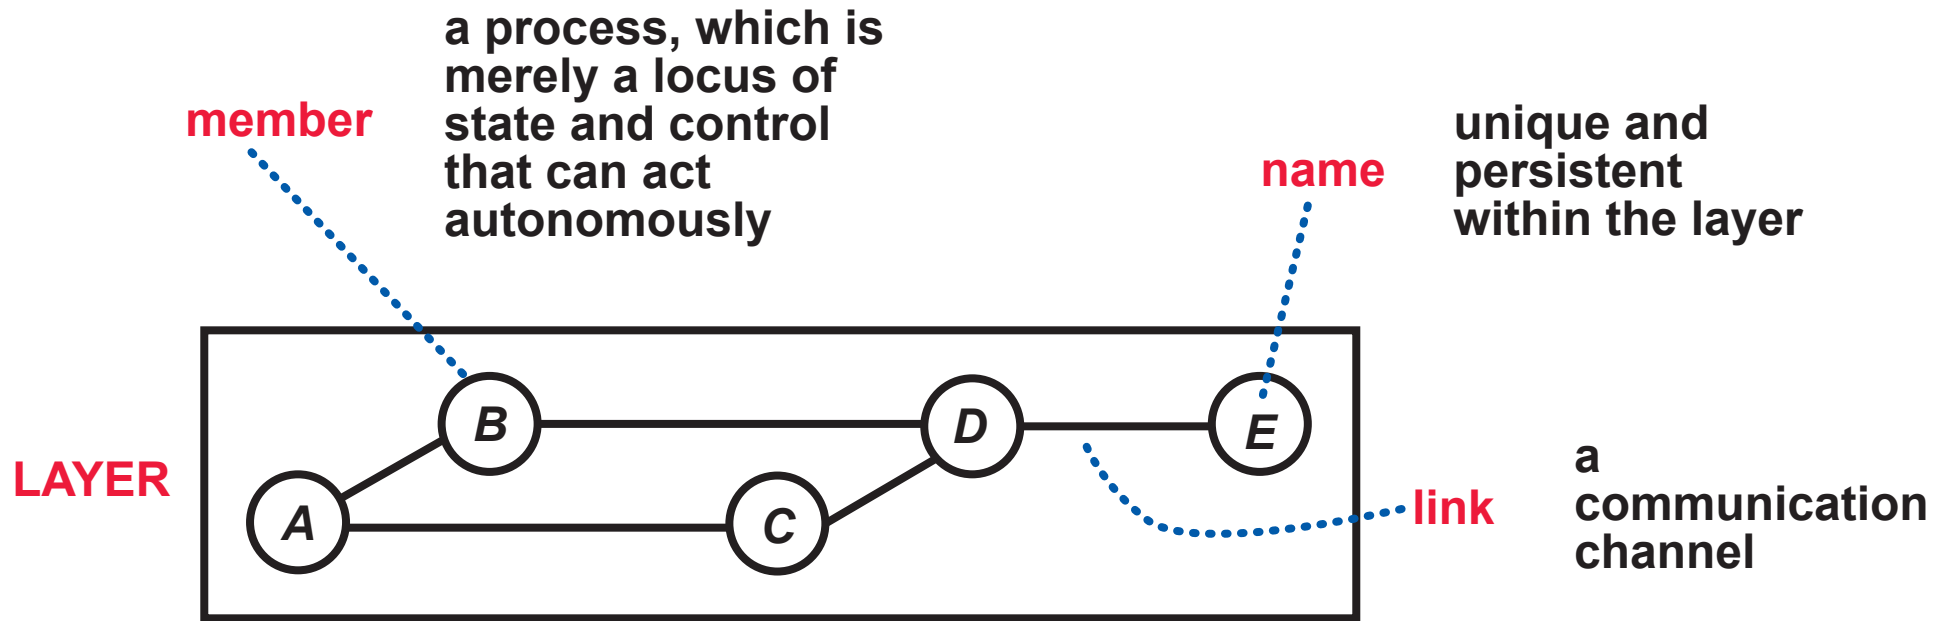 a process, which is
merely a locus of
state and control
that can act
autonomously
member
name
unique and
persistent
within the layer
LAYER
A
B
C
D
E
link
a
communication
channel